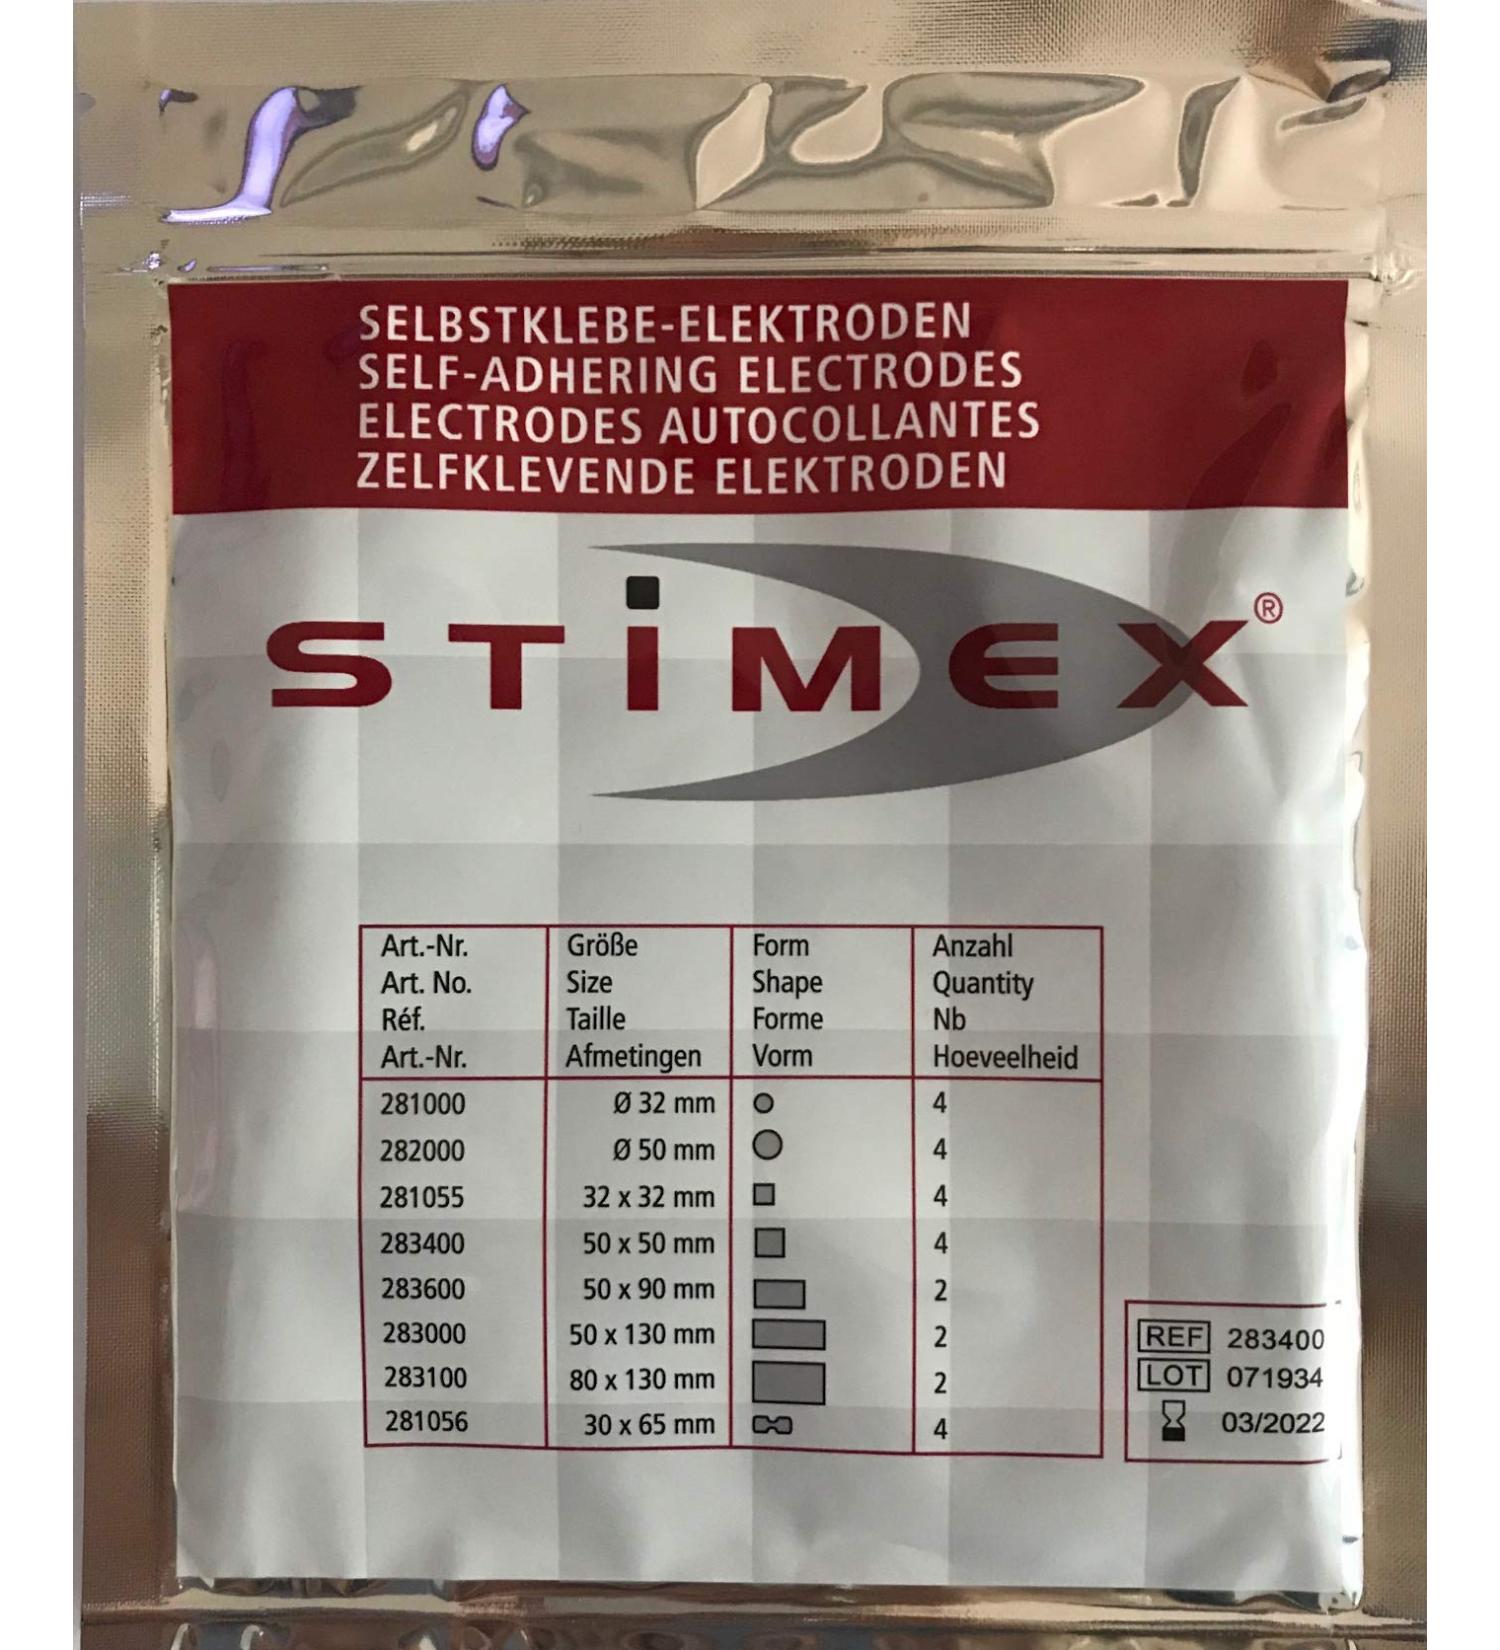 SELBSTKLEBE-ELEKTRODEN
SELF-ADHERING ELECTRODES
ELECTRODES AUTOCOLLANTES
ZELFKLEVENDE ELEKTRODEN
STiMEX®
Art.-Nr. Größe Form Anzahl
Art. No. Size Shape Quantity
Réf. Taille Forme Nb
Art.-Nr. Afmetingen Vorm Hoeveelheid
281000 Ø 32 mm 4
282000 Ø 50 mm 4
281055 32 x 32 mm 4
283400 50 x 50 mm 4
283600 50 x 90 mm 2
283000 50 x 130 mm 2
283100 80 x 130 mm 2
281056 30 x 65 mm 4
REF 283400
LOT 071934
03/2022